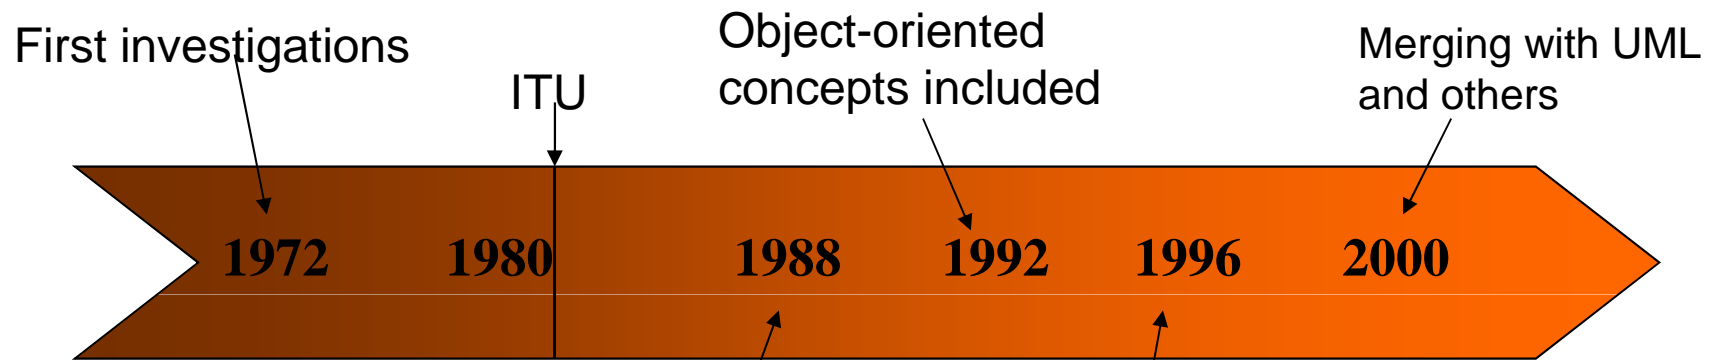 First investigations
ITU
Object-oriented
concepts included
Merging with UML
and others
1972 1980 1988 1992 1996 2000